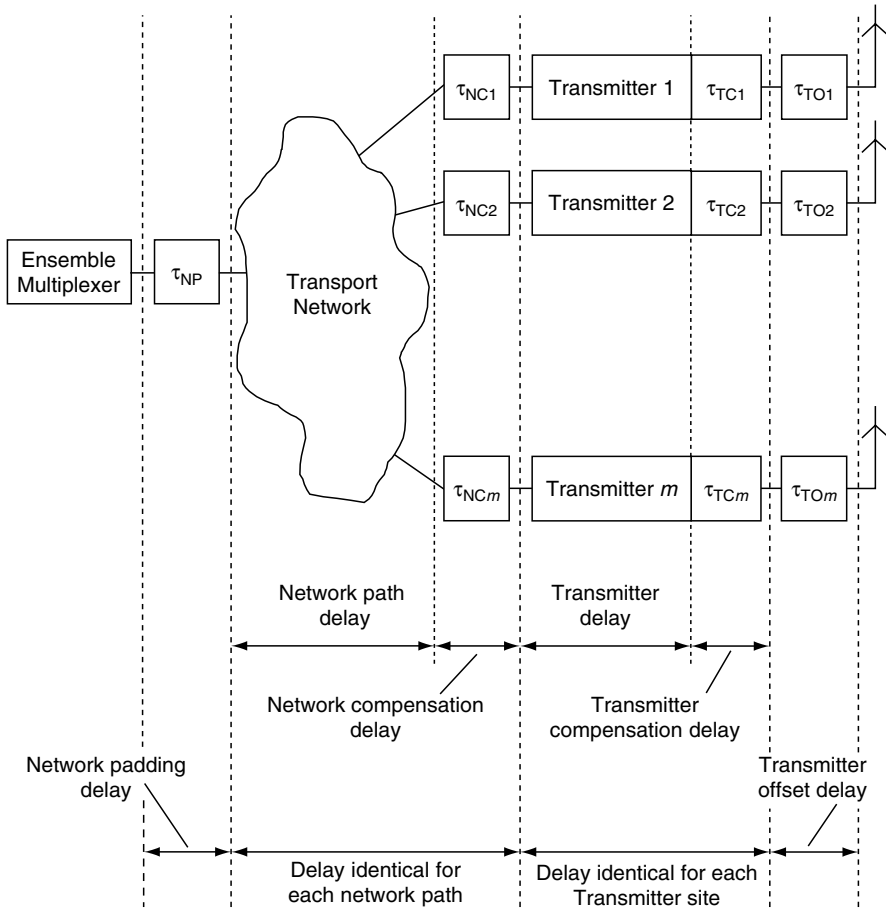 τNC1
Transmitter 1
τTC1
τTO1
τNC2
Transmitter 2
τTC2
τTO2
Ensemble
Multiplexer
τNP
Transport
Network
τNCm
Transmitter m
τTCm
τTOm
Network path
delay
Transmitter
delay
Network compensation
delay
Transmitter
compensation delay
Network padding
delay
Transmitter
offset delay
Delay identical for
each network path
Delay identical for each
Transmitter site